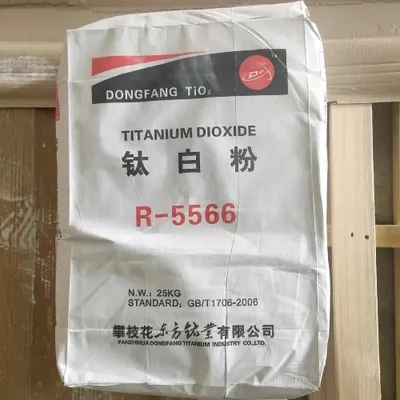 DONGFANG TiO₂
TITANIUM DIOXIDE
钛白粉
R-5566
N.W.: 25KG
STANDARD: GB/T1706-2006
攀枝花东方钛業有限公司
PANZHIHUA DONGFANG TITANIUM INDUSTRY CO.,LTD.